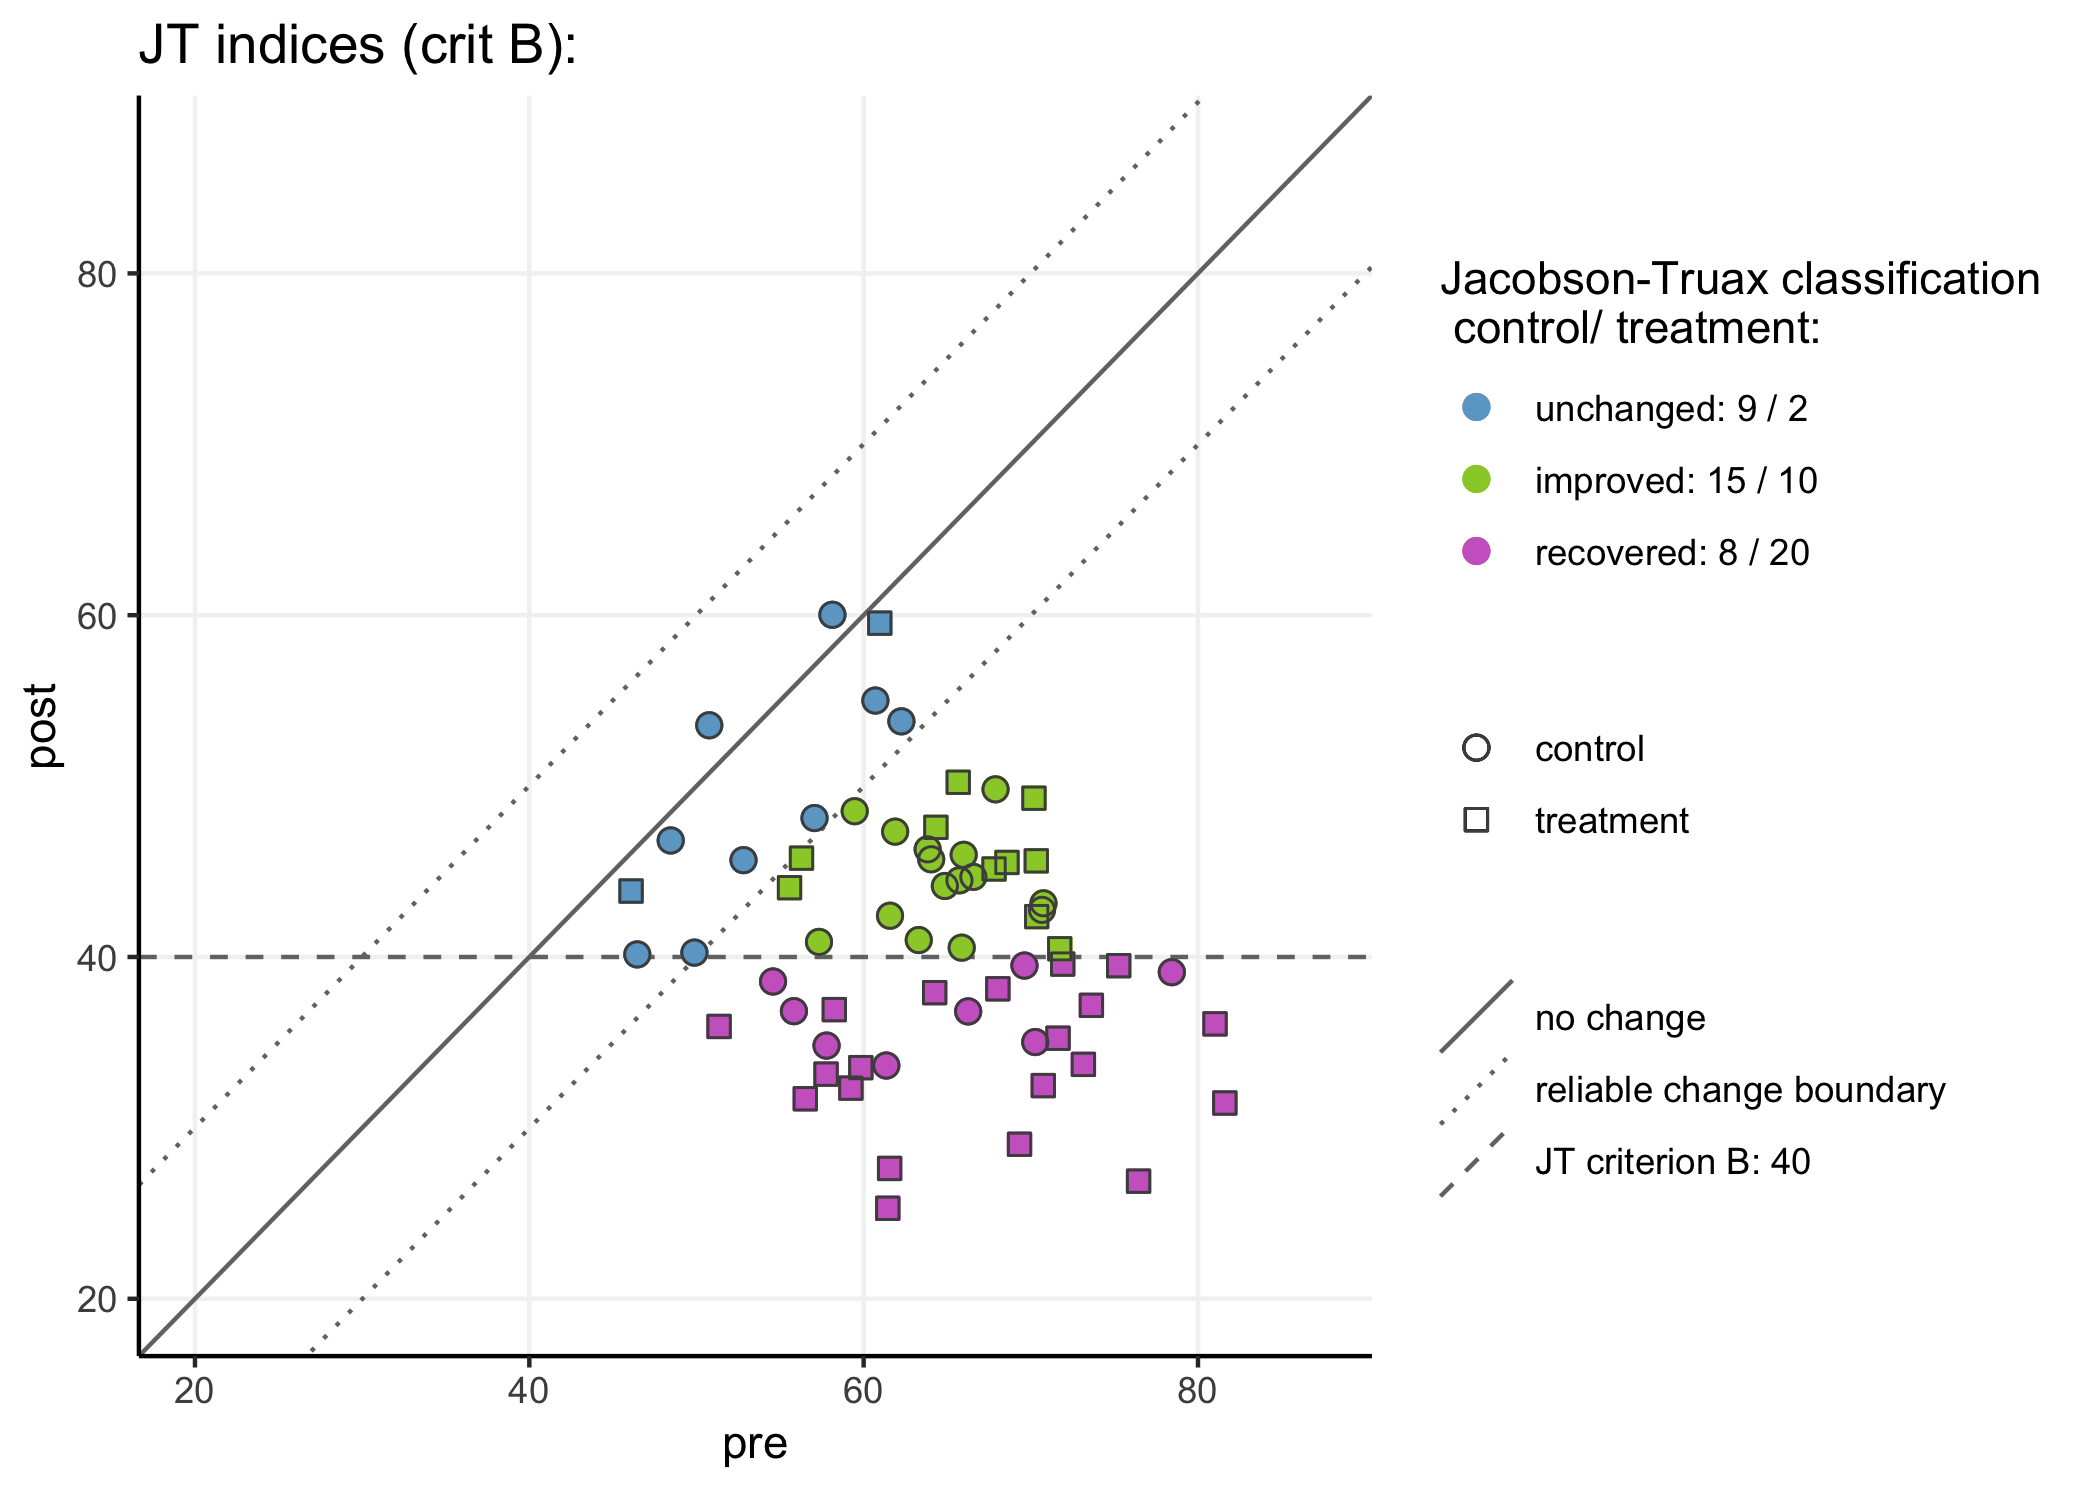 JT indices (crit B):
80
60
40
20
20
40
60
80
post
pre
Jacobson-Truax classification
control/ treatment:
unchanged: 9 / 2
improved: 15 / 10
recovered: 8 / 20
control
treatment
no change
reliable change boundary
JT criterion B: 40